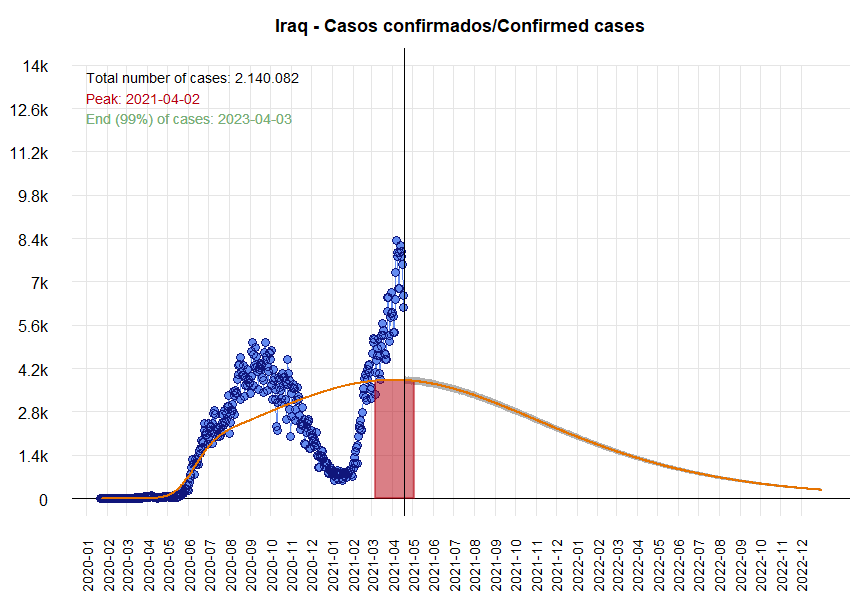 Iraq - Casos confirmados/Confirmed cases
Total number of cases: 2.140.082
Peak: 2021-04-02
End (99%) of cases: 2023-04-03
14k
12.6k
11.2k
9.8k
8.4k
7k
5.6k
4.2k
2.8k
1.4k
0
2020-01
2020-02
2020-03
2020-04
2020-05
2020-06
2020-07
2020-08
2020-09
2020-10
2020-11
2020-12
2021-01
2021-02
2021-03
2021-04
2021-05
2021-06
2021-07
2021-08
2021-09
2021-10
2021-11
2021-12
2022-01
2022-02
2022-03
2022-04
2022-05
2022-06
2022-07
2022-08
2022-09
2022-10
2022-11
2022-12